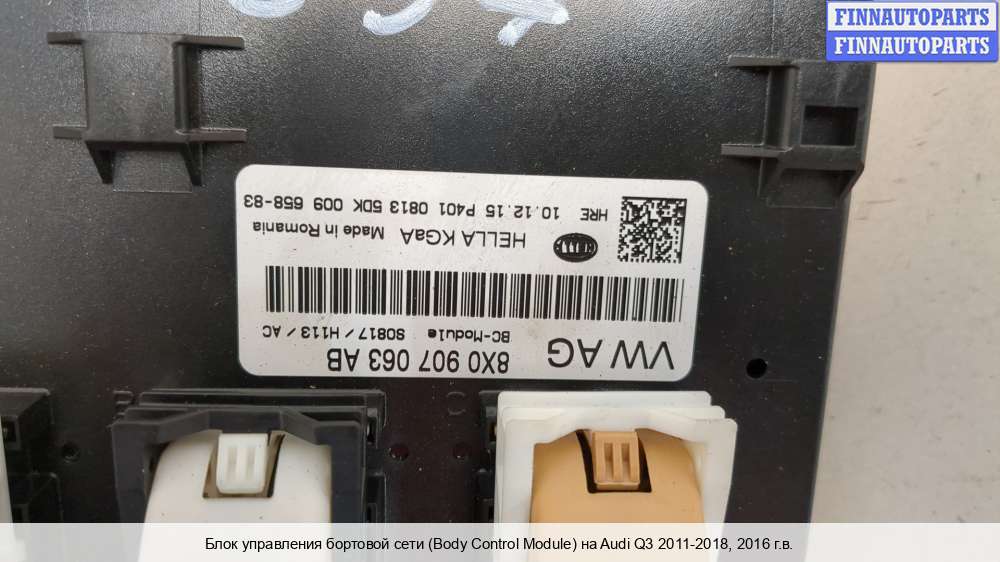 FINNAUTOPARTS
FINNAUTOPARTS
VW AG
8X0 907 063 AB
BC-Module S0817 / H113 / AC
HELLA
HELLA KGaA Made in Romania
HRE 10.12.15 P401 0813 5DK 009 658-83
B
C
Блок управления бортовой сети (Body Control Module) на Audi Q3 2011-2018, 2016 г.в.